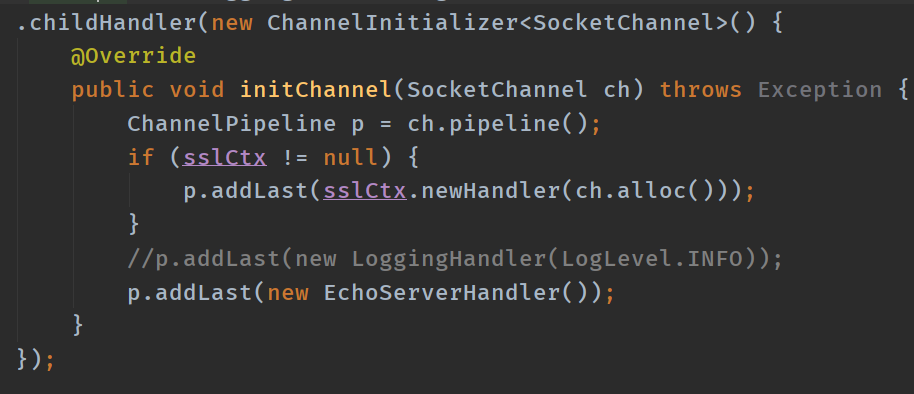 .childHandler(new ChannelInitializer<SocketChannel>() {
@Override
public void initChannel(SocketChannel ch) throws Exception {
ChannelPipeline p = ch.pipeline();
if (sslCtx != null) {
p.addLast(sslCtx.newHandler(ch.alloc()));
}
//p.addLast(new LoggingHandler(LogLevel.INFO));
p.addLast(new EchoServerHandler());
}
});